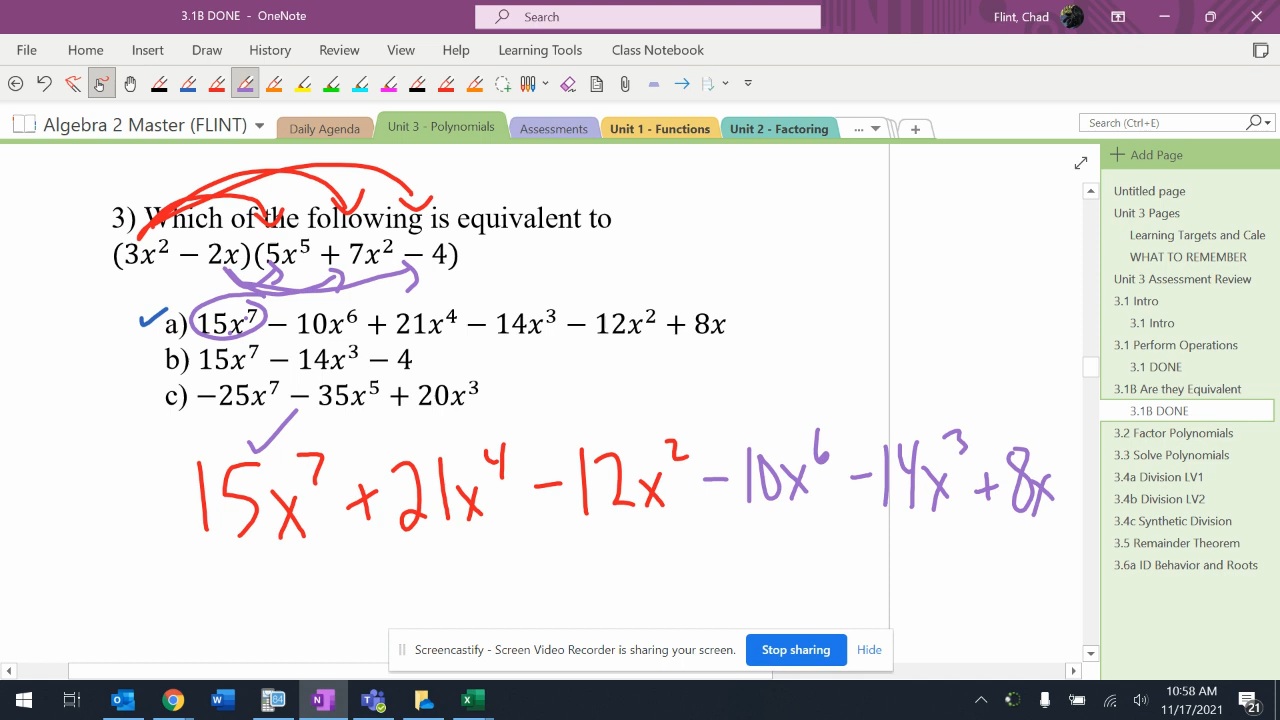 3.1B DONE - OneNote
Search
Flint, Chad
File Home Insert Draw History Review View Help Learning Tools Class Notebook
Algebra 2 Master (FLINT)
Daily Agenda
Unit 3 - Polynomials
Assessments
Unit 1 - Functions
Unit 2 - Factoring
...
+
Search (Ctrl+E)
3) Which of the following is equivalent to
(3x² − 2x)(5x⁵ + 7x² − 4)
a) 15x⁷ − 10x⁶ + 21x⁴ − 14x³ − 12x² + 8x
b) 15x⁷ − 14x³ − 4
c) −25x⁷ − 35x⁵ + 20x³
15x⁷ + 21x⁴ − 12x² − 10x⁶ − 14x³ + 8x
Add Page
Untitled page
Unit 3 Pages
Learning Targets and Cale
WHAT TO REMEMBER
Unit 3 Assessment Review
3.1 Intro
3.1 Intro
3.1 Perform Operations
3.1 DONE
3.1B Are they Equivalent
3.1B DONE
3.2 Factor Polynomials
3.3 Solve Polynomials
3.4a Division LV1
3.4b Division LV2
3.4c Synthetic Division
3.5 Remainder Theorem
3.6a ID Behavior and Roots
Screencastify - Screen Video Recorder is sharing your screen.
Stop sharing
Hide
10:58 AM
11/17/2021
21